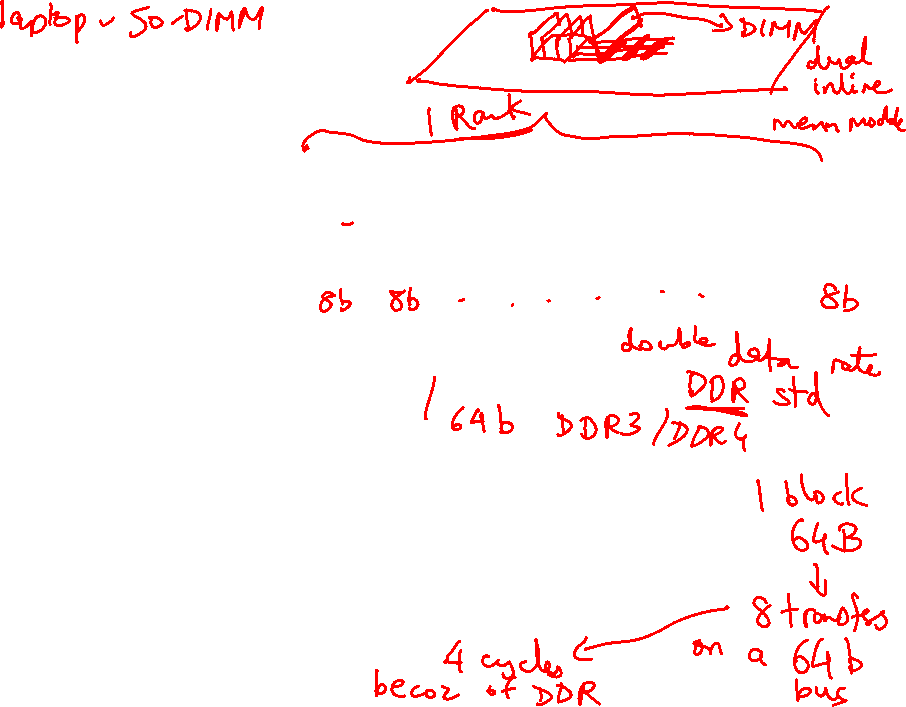 laptop - SO-DIMM
DIMM
dual
inline
mem module
1 Rank
8b 8b . . . . . . 8b
double data rate
DDR std
64b DDR3/DDR4
1 block
64B
8 transfers
on a 64b
bus
4 cycles
becoz of DDR